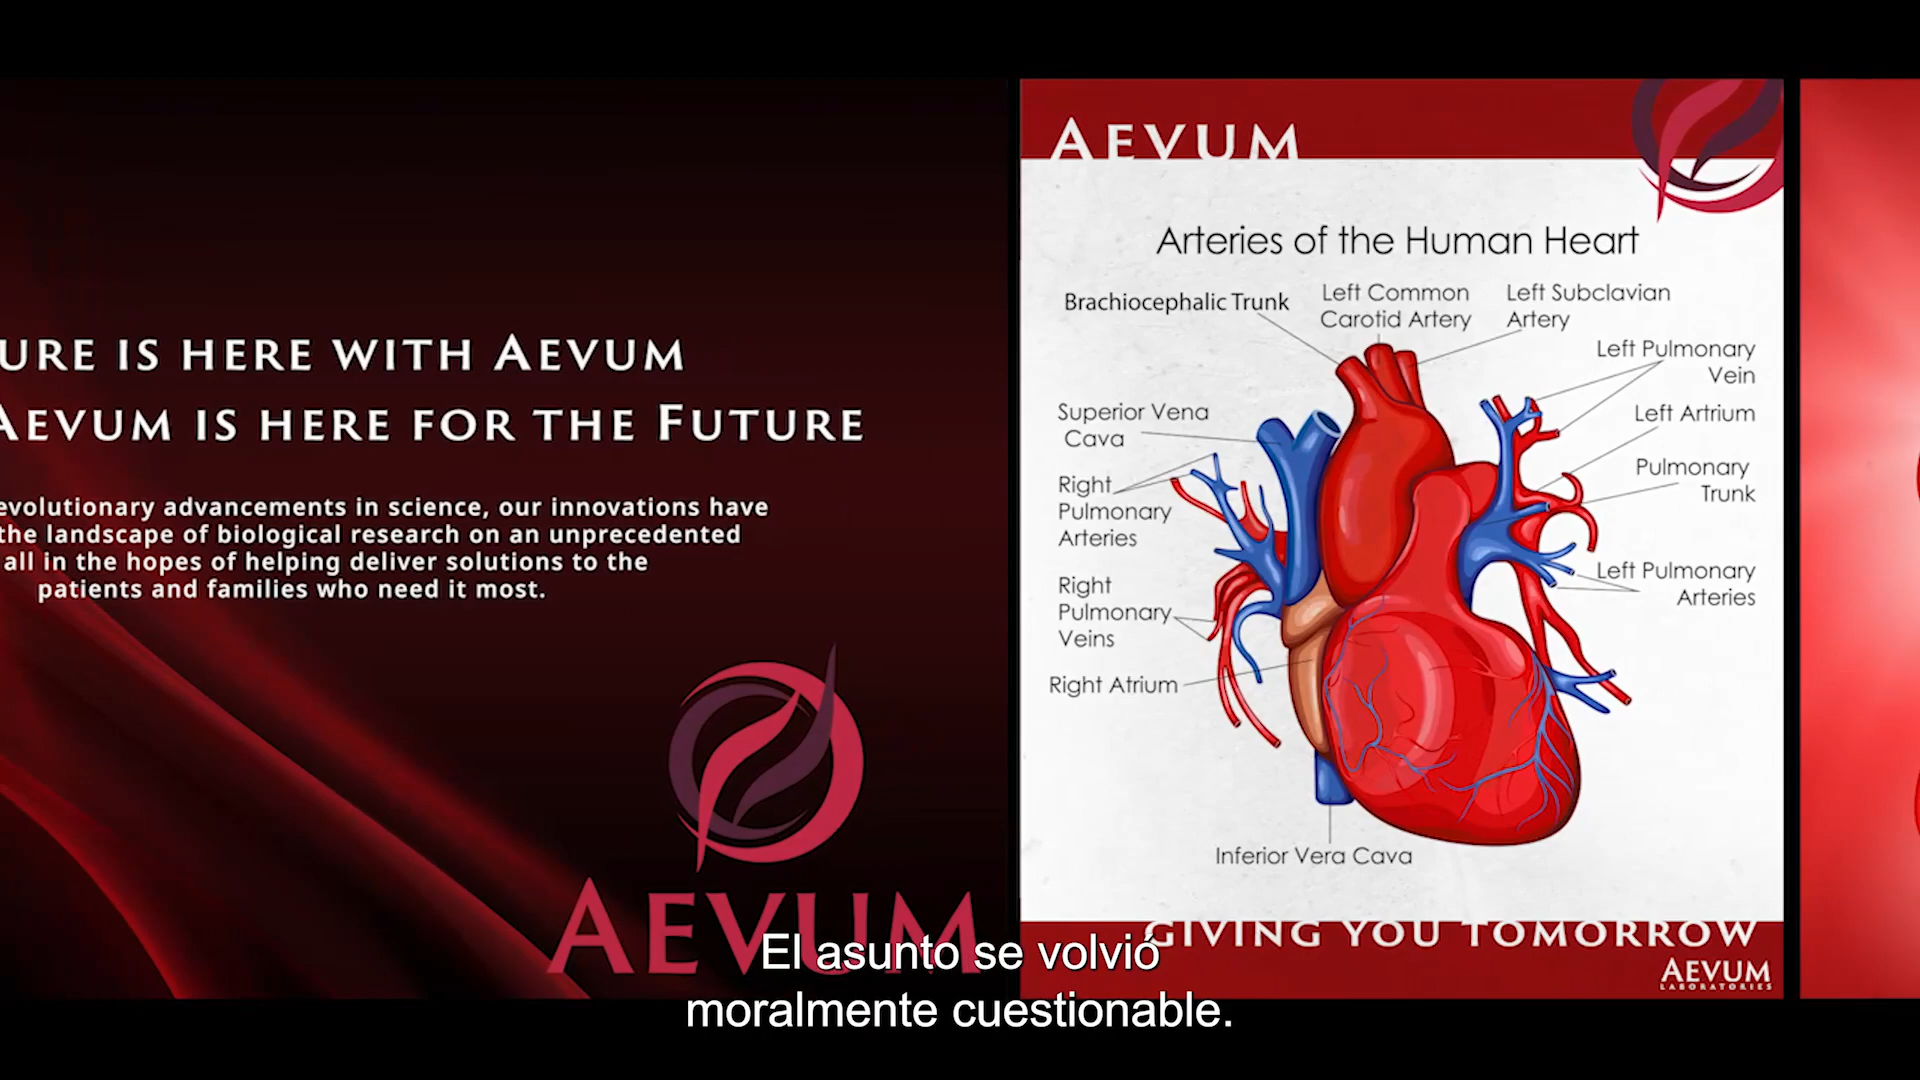 URE IS HERE WITH AEVUM
AEVUM IS HERE FOR THE FUTURE
evolutionary advancements in science, our innovations have
the landscape of biological research on an unprecedented
all in the hopes of helping deliver solutions to the
patients and families who need it most.
AEVUM
AEVUM
Arteries of the Human Heart
Brachiocephalic Trunk
Left Common
Carotid Artery
Left Subclavian
Artery
Left Pulmonary
Vein
Superior Vena
Cava
Left Artrium
Right
Pulmonary
Arteries
Pulmonary
Trunk
Right
Pulmonary
Veins
Left Pulmonary
Arteries
Right Atrium
Inferior Vera Cava
GIVING YOU TOMORROW
AEVUM
LABORATORIES
El asunto se volvió
moralmente cuestionable.